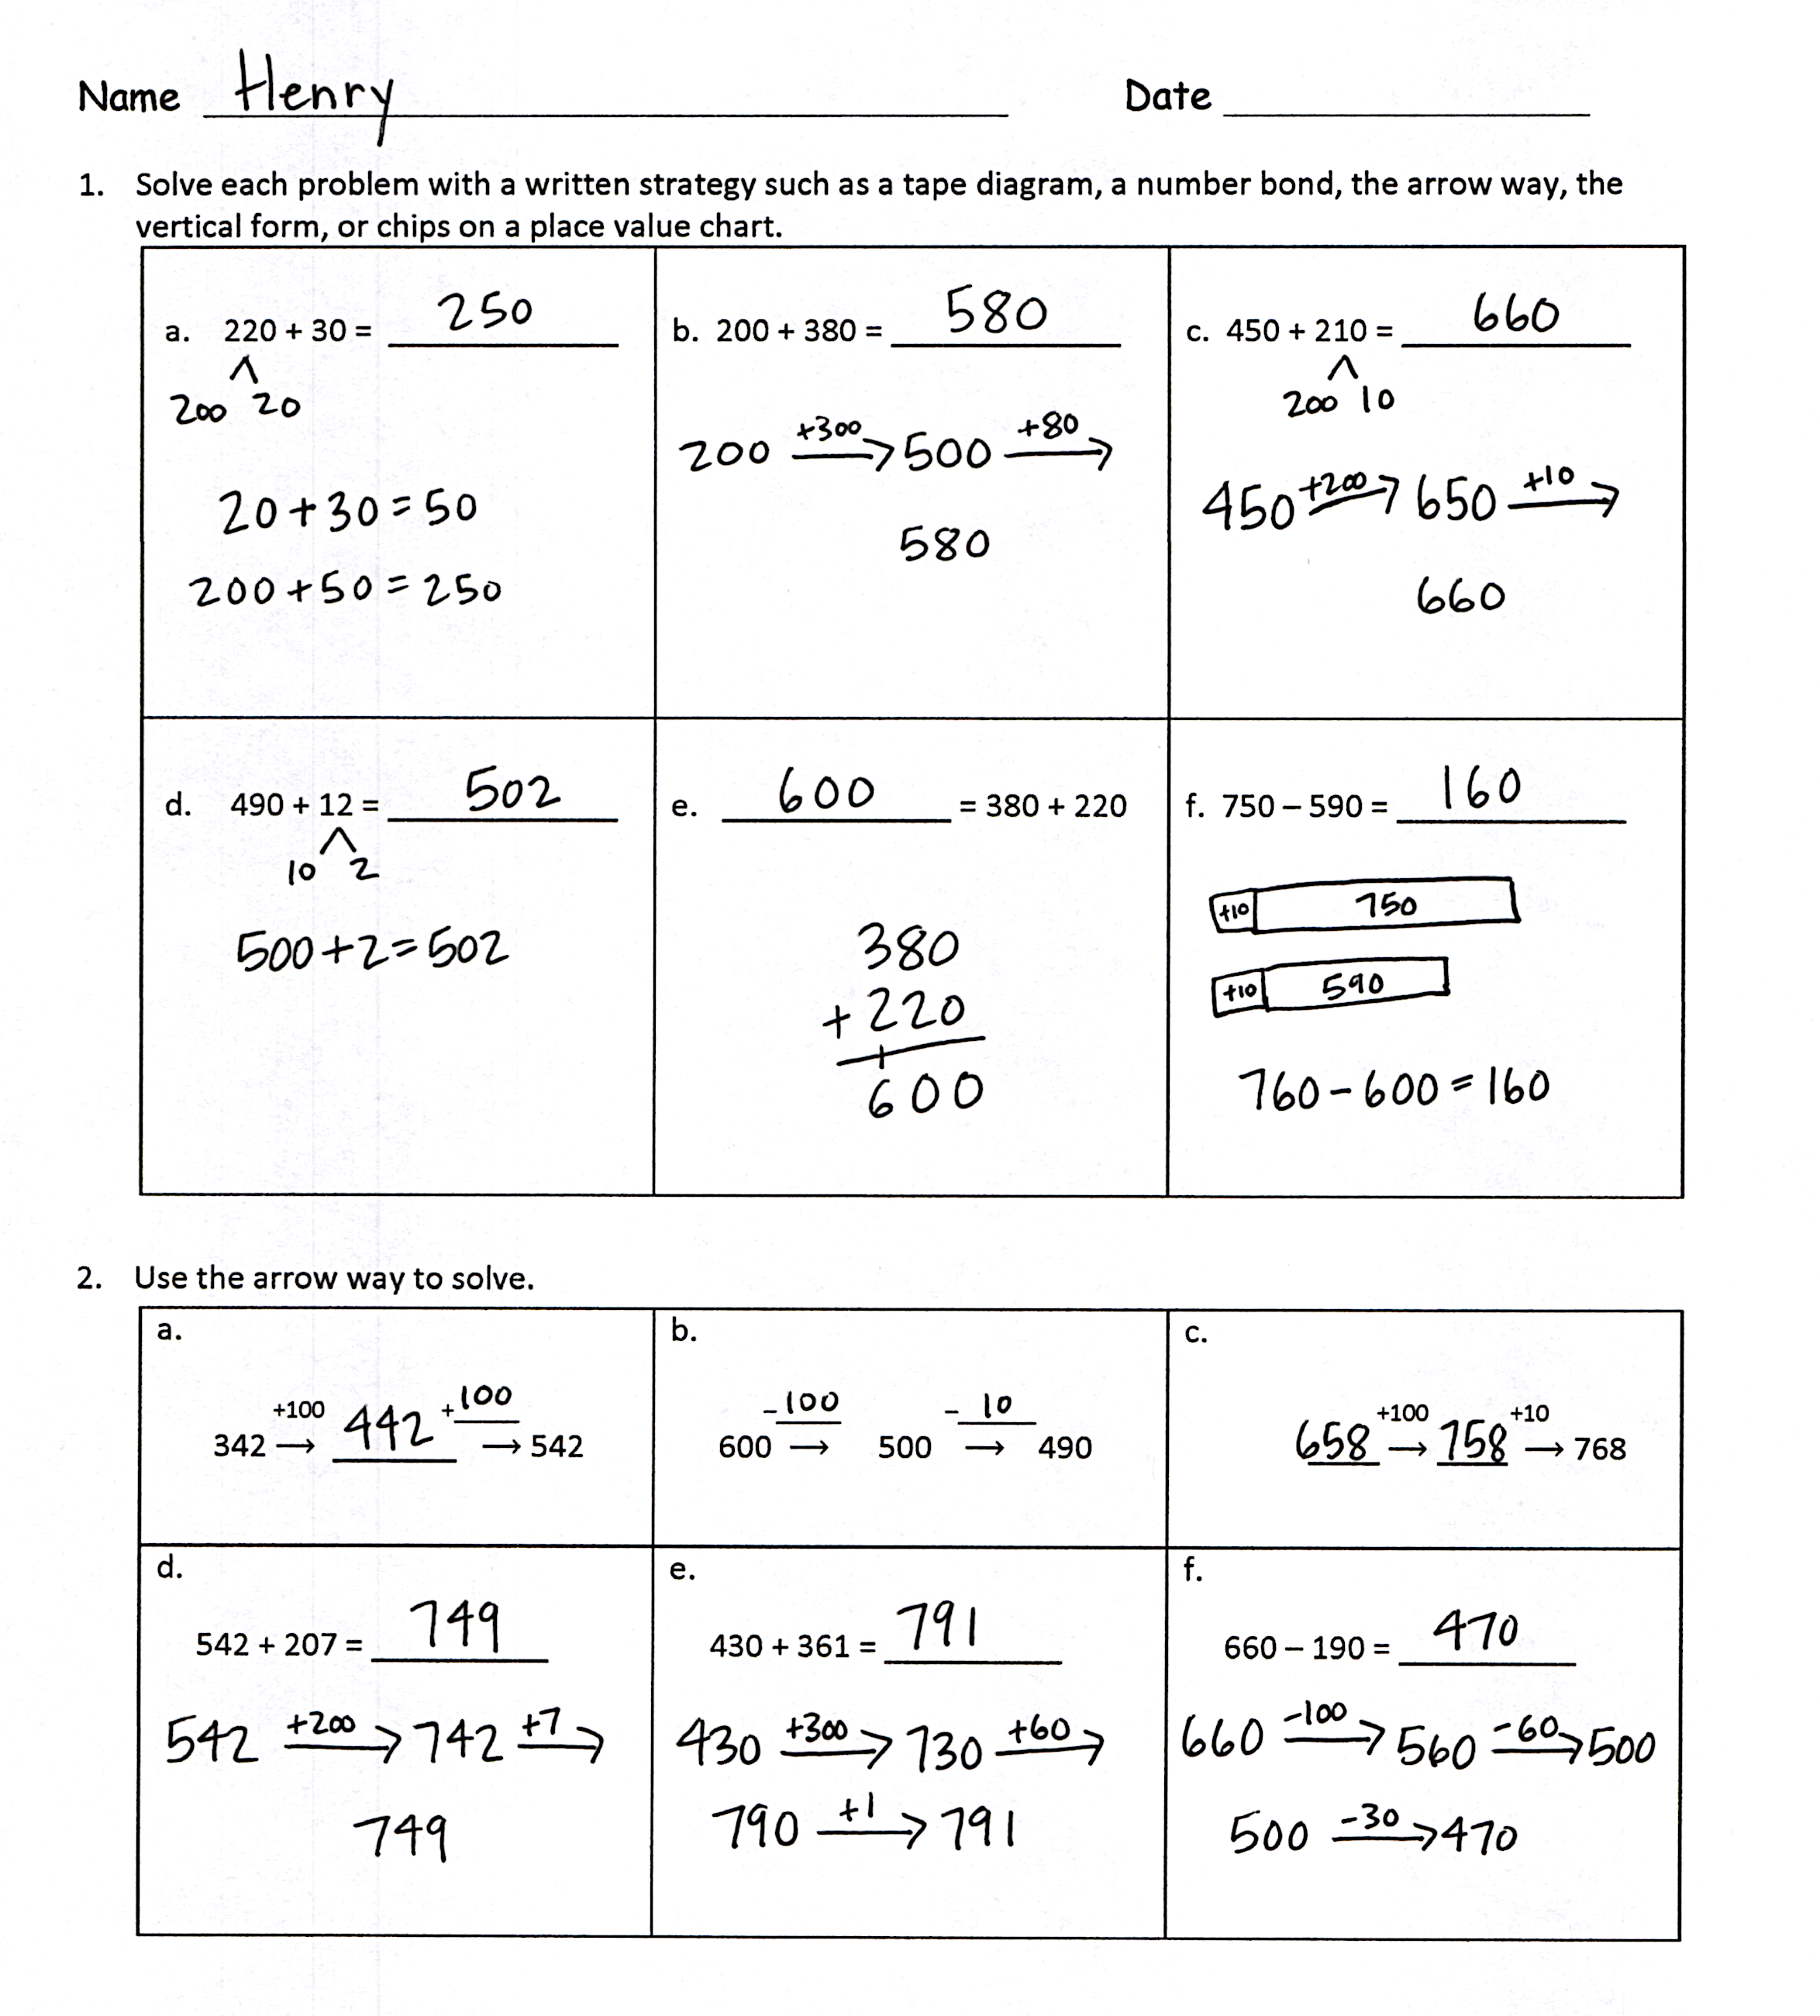 Name Henry Date
1. Solve each problem with a written strategy such as a tape diagram, a number bond, the arrow way, the
vertical form, or chips on a place value chart.
a. 220 + 30 = 250
200 20
20+30=50
200+50=250
b. 200 + 380 = 580
200 +300→ 500 +80→
580
c. 450 + 210 = 660
200 10
450 +200→ 650 +10→
660
d. 490 + 12 = 502
10 2
500+2=502
e. 600 = 380 + 220
380
+ 220
1
600
f. 750 – 590 = 160
+10 750
+10 590
760-600=160
2. Use the arrow way to solve.
a.
342 +100→ 442 +100→ 542
b.
600 -100→ 500 -10→ 490
c.
658 +100→ 758 +10→ 768
d.
542 + 207 = 749
542 +200→ 742 +7→
749
e.
430 + 361 = 791
430 +300→ 730 +60→
790 +1→ 791
f.
660 – 190 = 470
660 -100→ 560 -60→ 500
500 -30→ 470